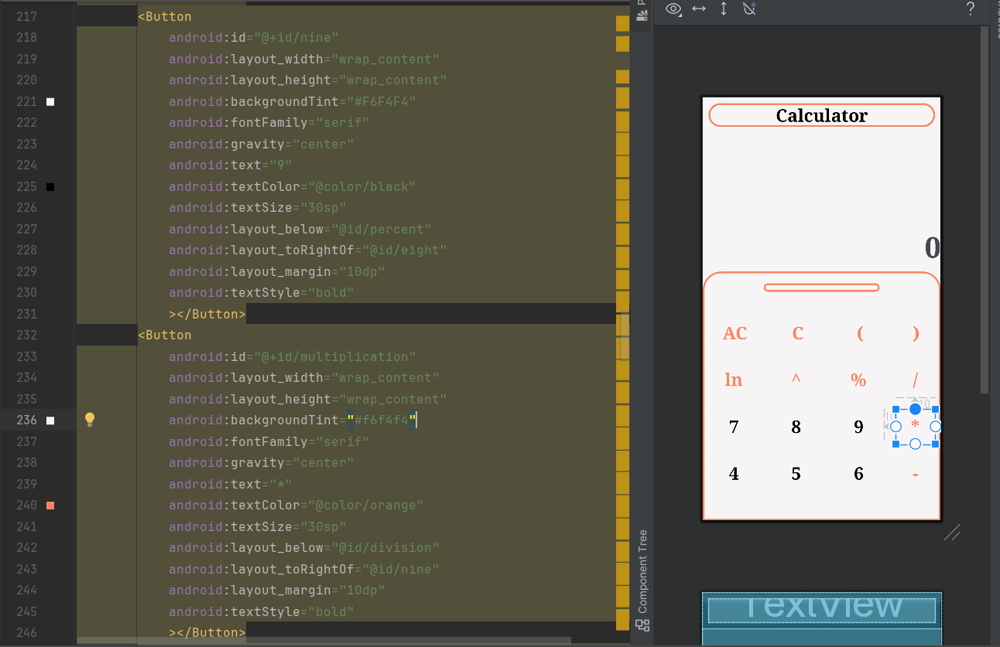 217 <Button
218 android:id="@+id/nine"
219 android:layout_width="wrap_content"
220 android:layout_height="wrap_content"
221 android:backgroundTint="#F6F4F4"
222 android:fontFamily="serif"
223 android:gravity="center"
224 android:text="9"
225 android:textColor="@color/black"
226 android:textSize="30sp"
227 android:layout_below="@id/percent"
228 android:layout_toRightOf="@id/eight"
229 android:layout_margin="10dp"
230 android:textStyle="bold"
231 ></Button>
232 <Button
233 android:id="@+id/multiplication"
234 android:layout_width="wrap_content"
235 android:layout_height="wrap_content"
236 android:backgroundTint="#f6f4f4"
237 android:fontFamily="serif"
238 android:gravity="center"
239 android:text="*"
240 android:textColor="@color/orange"
241 android:textSize="30sp"
242 android:layout_below="@id/division"
243 android:layout_toRightOf="@id/nine"
244 android:layout_margin="10dp"
245 android:textStyle="bold"
246 ></Button>
Component Tree
?
Calculator
0
AC C ( )
ln ^ % /
7 8 9 *
4 5 6 -
TextView